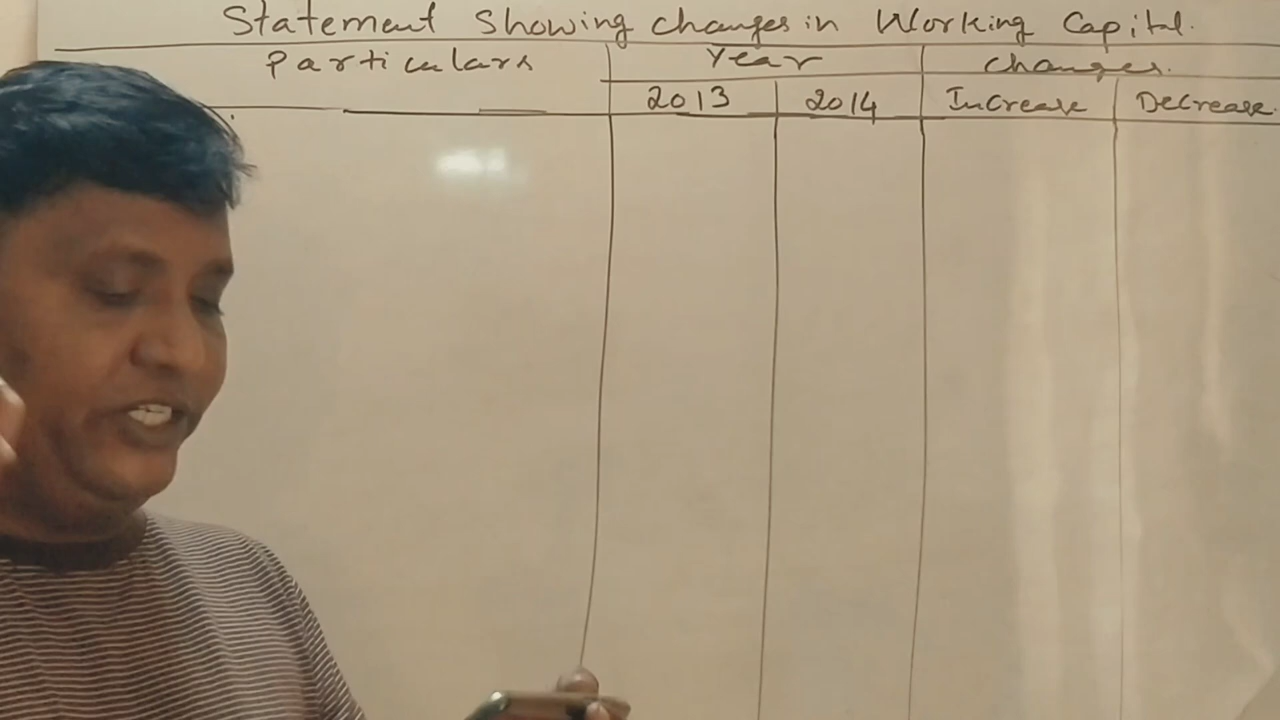 Statement Showing changes in Working Capital.
Particulars Year Changes.
2013 2014 Increase Decrease.